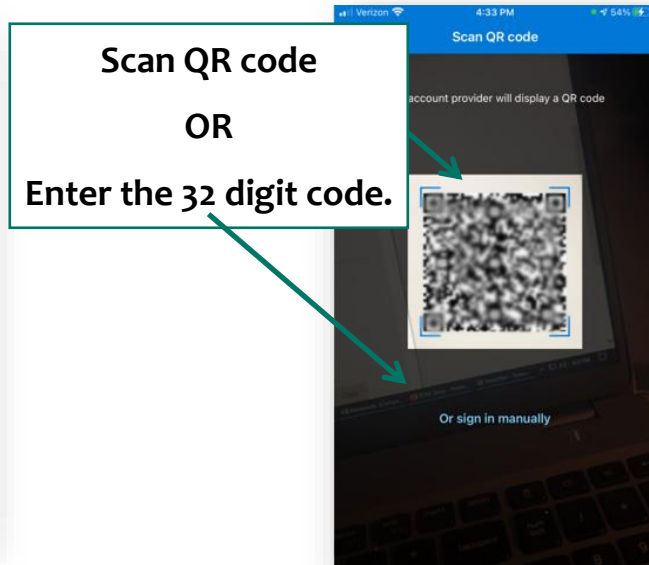 Verizon
4:33 PM
54%
Scan QR code
Scan QR code
OR
Enter the 32 digit code.
account provider will display a QR code
Or sign in manually